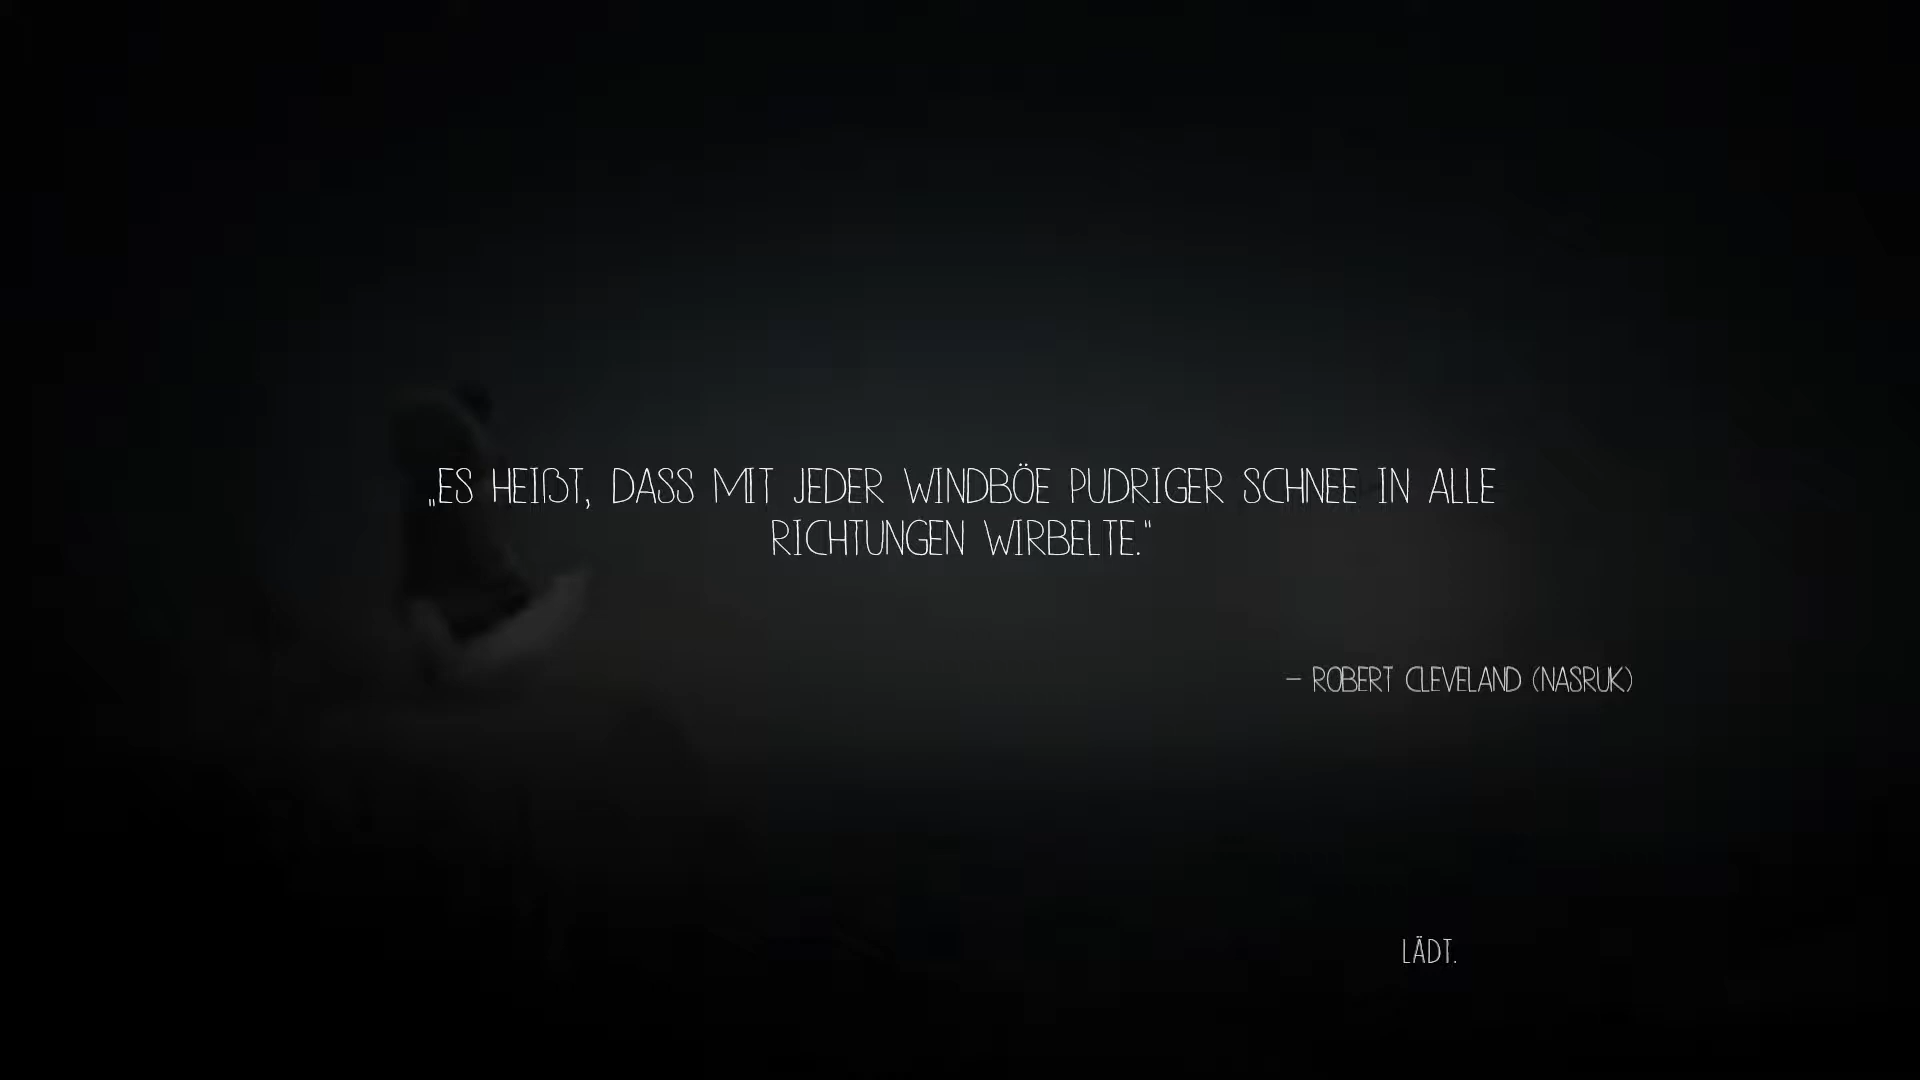 „ES HEIẞT, DASS MIT JEDER WINDBÖE PUDRIGER SCHNEE IN ALLE
RICHTUNGEN WIRBELTE.“
– ROBERT CLEVELAND (NASRUK)
LÄDT.